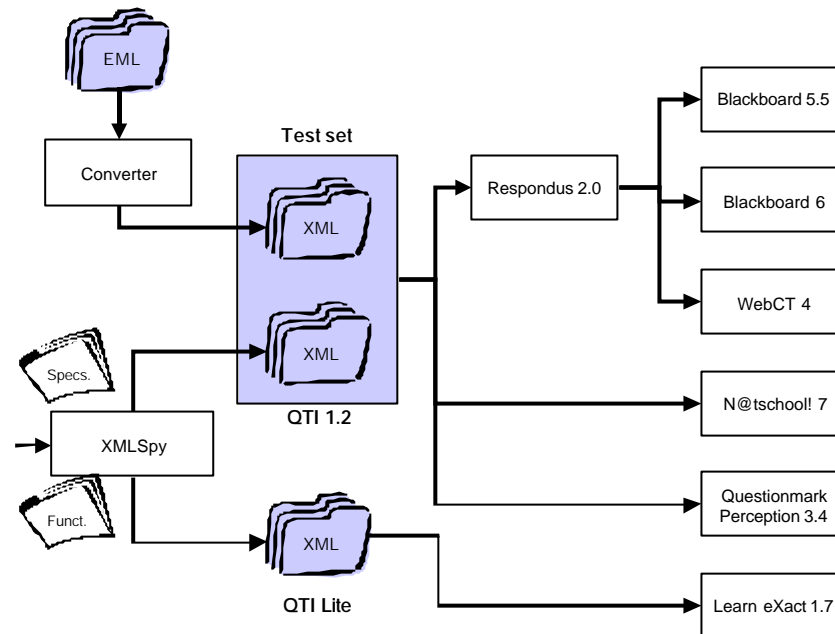 EML
Converter
Test set
XML
XML
QTI 1.2
Specs.
XMLSpy
Funct.
XML
QTI Lite
Respondus 2.0
Blackboard 5.5
Blackboard 6
WebCT 4
N@tschool! 7
Questionmark
Perception 3.4
Learn eXact 1.7